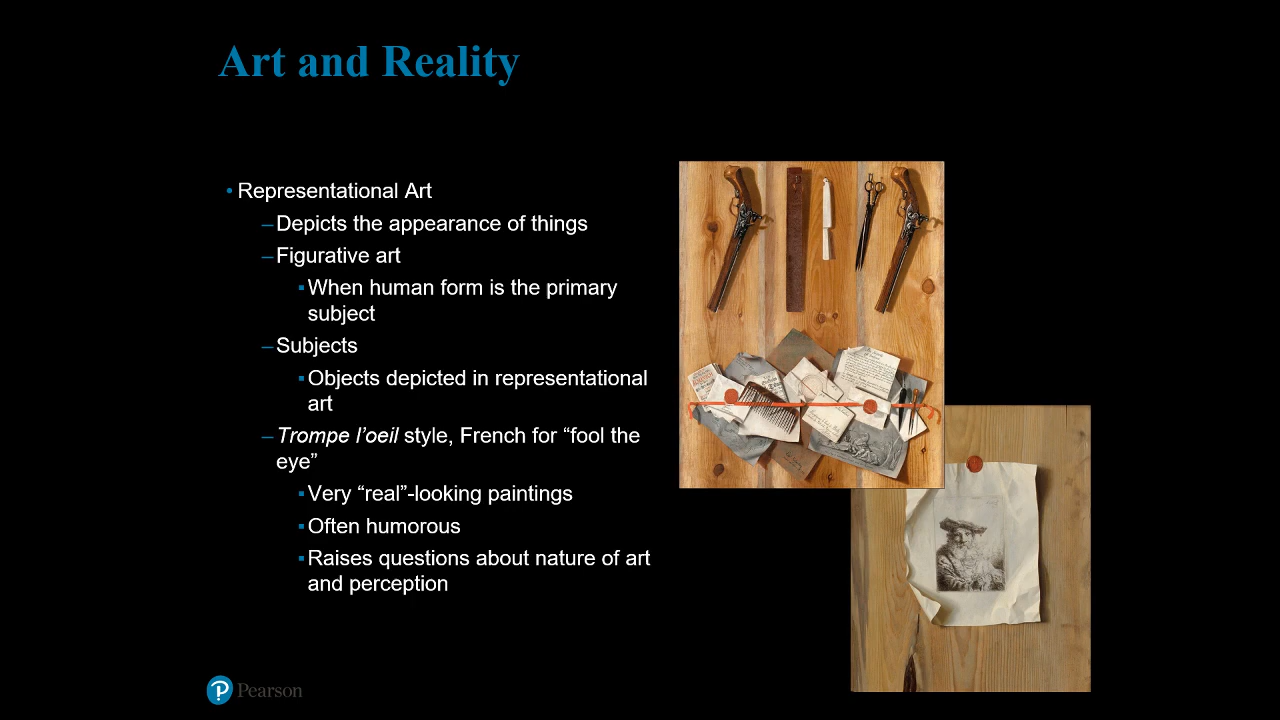 Art and Reality
• Representational Art
–Depicts the appearance of things
–Figurative art
▪When human form is the primary
subject
–Subjects
▪Objects depicted in representational
art
–Trompe l’oeil style, French for “fool the
eye”
▪Very “real”-looking paintings
▪Often humorous
▪Raises questions about nature of art
and perception
Pearson